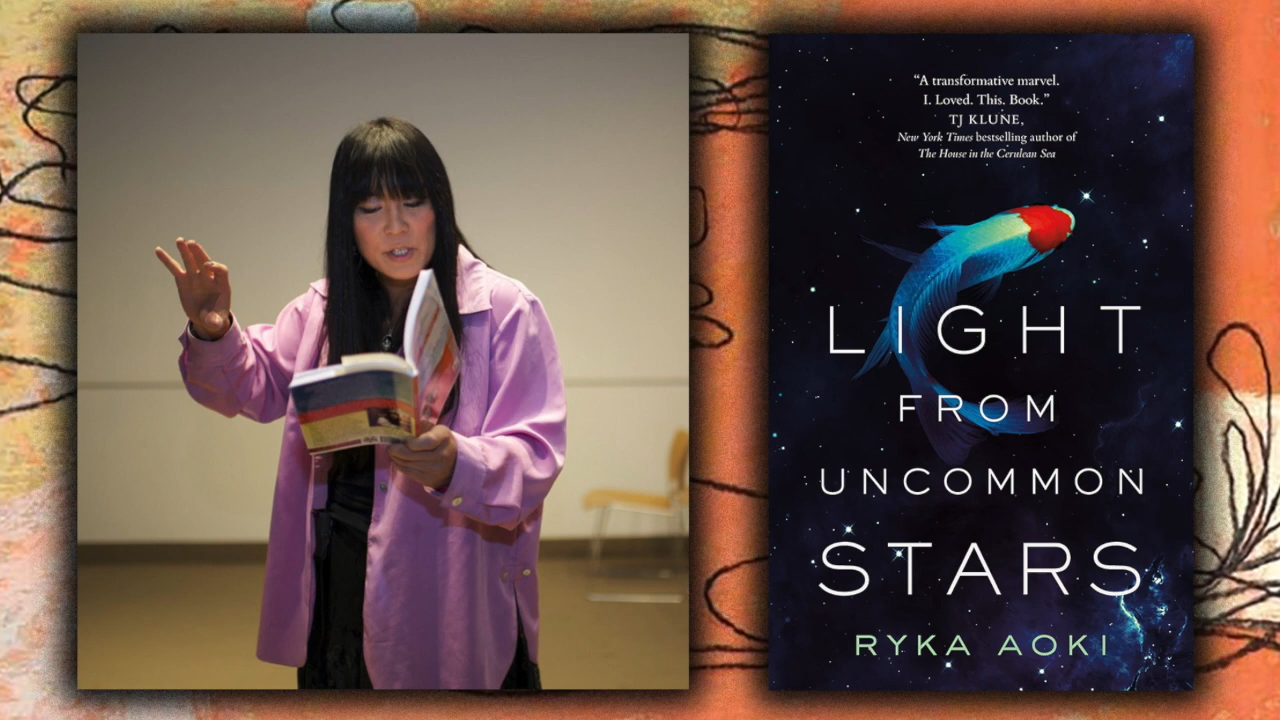 “A transformative marvel.
I. Loved. This. Book.”
TJ KLUNE,
New York Times bestselling author of
The House in the Cerulean Sea
LIGHT
FROM
UNCOMMON
STARS
RYKA AOKI